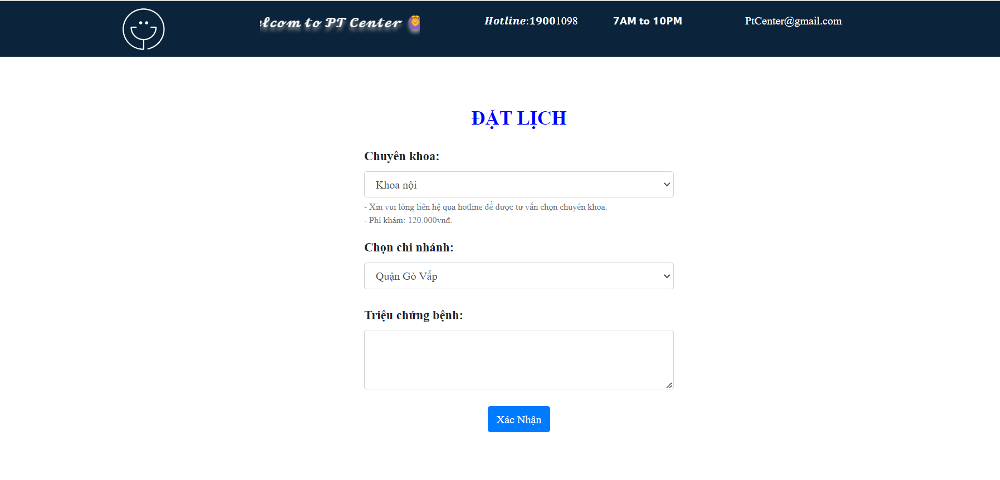 elcom to PT Center
Hotline:19001098
7AM to 10PM
PtCenter@gmail.com
ĐẶT LỊCH
Chuyên khoa:
Khoa nội
- Xin vui lòng liên hệ qua hotline để được tư vấn chọn chuyên khoa.
- Phí khám: 120.000vnđ.
Chọn chi nhánh:
Quận Gò Vấp
Triệu chứng bệnh:
Xác Nhận